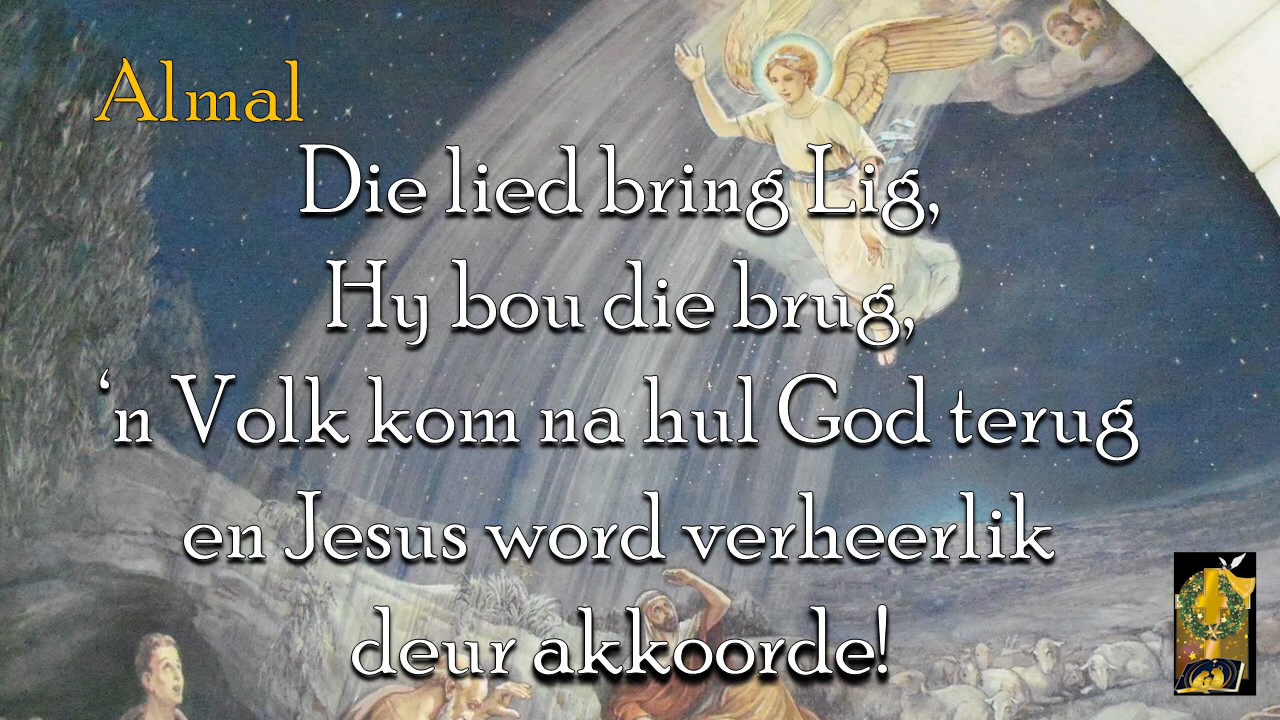 Almal
Die lied bring Lig,
Hy bou die brug,
‘n Volk kom na hul God terug
en Jesus word verheerlik
deur akkoorde!